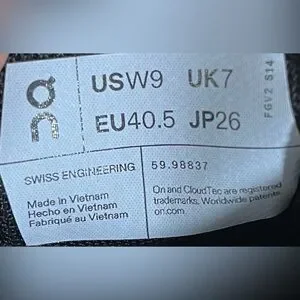 on
USW9 UK7
EU40.5 JP26
FGV2 S14
SWISS ENGINEERING
59.98837
Made in Vietnam
Hecho en Vietnam
Fabriqué au Vietnam
On and CloudTec are registered
trademarks. Worldwide patents
on.com